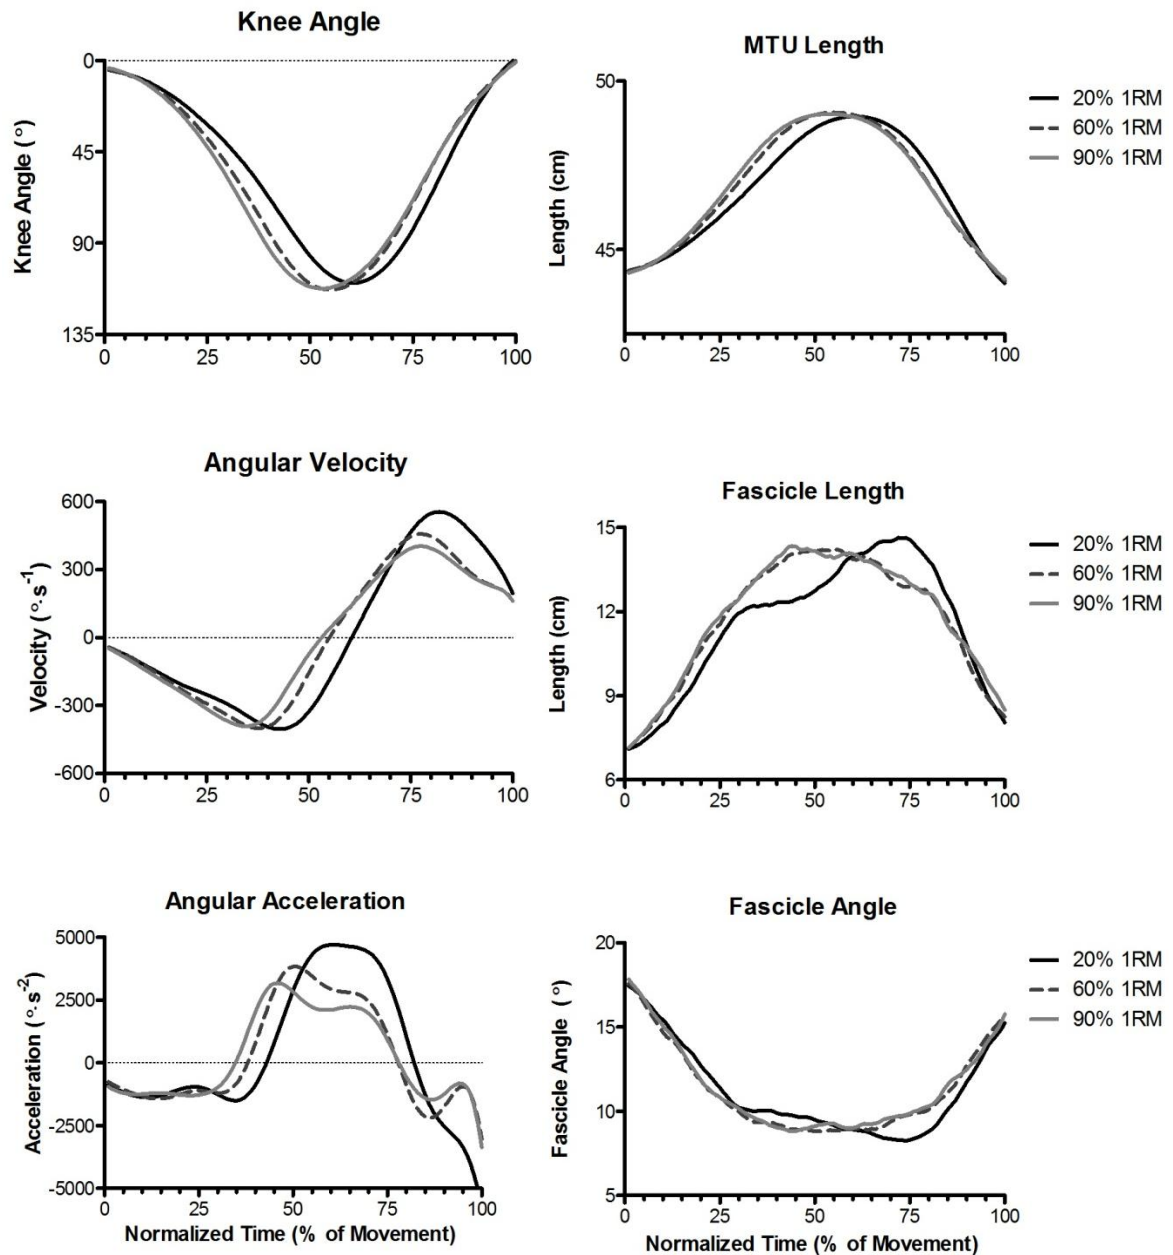 Knee Angle
Knee Angle (°)
0
45
90
135
0 25 50 75 100
MTU Length
Length (cm)
50
45
0 25 50 75 100
20% 1RM
60% 1RM
90% 1RM
Angular Velocity
Velocity (°·s⁻¹)
600
300
0
-300
-600
0 25 50 75 100
Fascicle Length
Length (cm)
15
12
9
6
0 25 50 75 100
20% 1RM
60% 1RM
90% 1RM
Angular Acceleration
Acceleration (°·s⁻²)
5000
2500
0
-2500
-5000
0 25 50 75 100
Normalized Time (% of Movement)
Fascicle Angle
Fascicle Angle (°)
20
15
10
5
0 25 50 75 100
Normalized Time (% of Movement)
20% 1RM
60% 1RM
90% 1RM